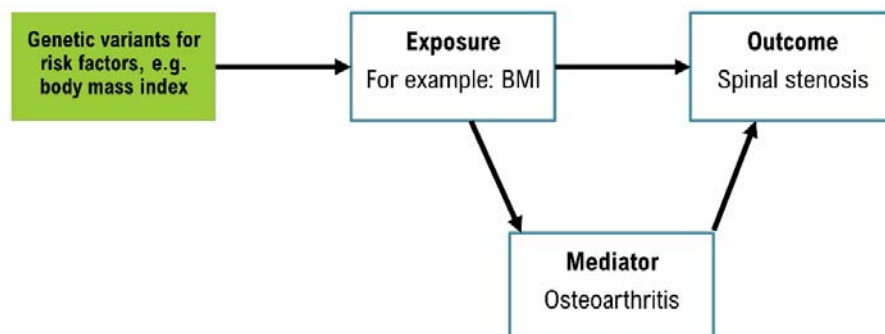 Genetic variants for
risk factors, e.g.
body mass index
Exposure
For example: BMI
Outcome
Spinal stenosis
Mediator
Osteoarthritis